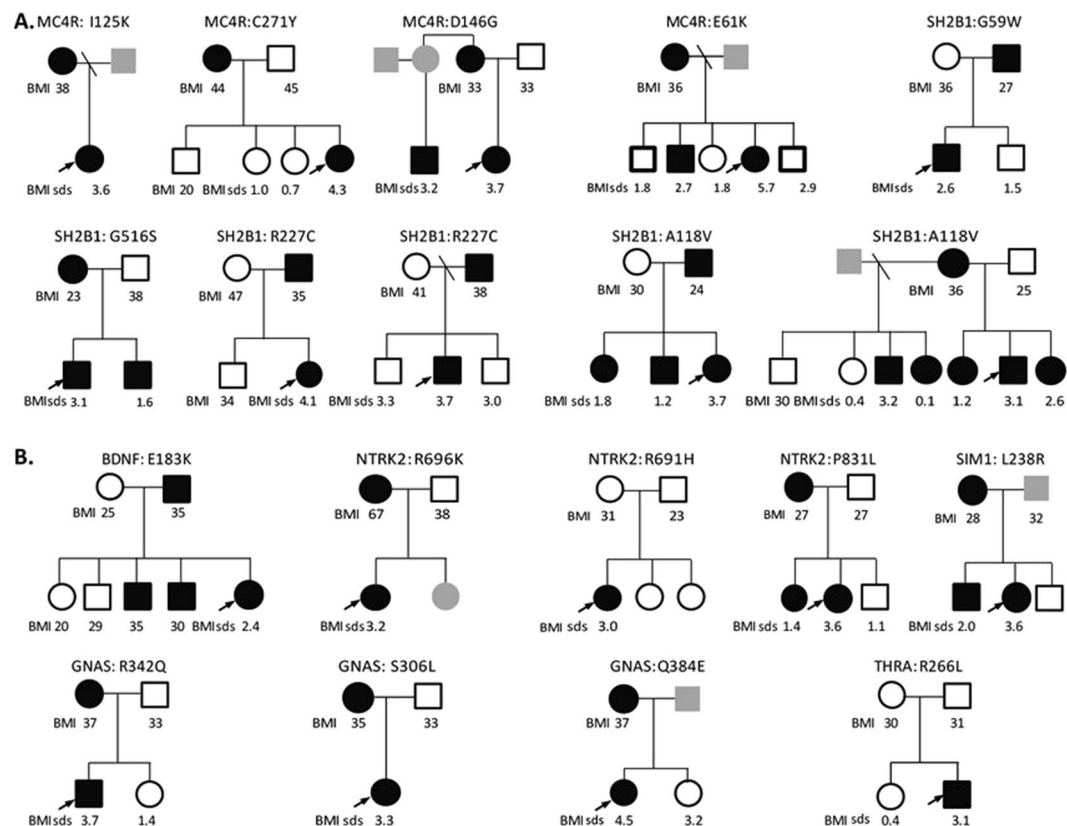 A. MC4R: I125K MC4R:C271Y MC4R:D146G MC4R:E61K SH2B1:G59W
BMI 38 BMI 44 45 BMI 33 33 BMI 36 BMI 36 27
BMI sds 3.6 BMI 20 BMI sds 1.0 0.7 4.3 BMI sds 3.2 3.7 BMI sds 1.8 2.7 1.8 5.7 2.9 BMI sds 2.6 1.5
SH2B1: G516S SH2B1: R227C SH2B1: R227C SH2B1: A118V SH2B1: A118V
BMI 23 38 BMI 47 35 BMI 41 38 BMI 30 24 BMI 36 25
BMI sds 3.1 1.6 BMI 34 BMI sds 4.1 BMI sds 3.3 3.7 3.0 BMI sds 1.8 1.2 3.7 BMI 30 BMI sds 0.4 3.2 0.1 1.2 3.1 2.6
B. BDNF: E183K NTRK2: R696K NTRK2: R691H NTRK2: P831L SIM1: L238R
BMI 25 35 BMI 67 38 BMI 31 23 BMI 27 27 BMI 28 32
BMI 20 29 35 30 BMI sds 2.4 BMI sds 3.2 BMI sds 3.0 BMI sds 1.4 3.6 1.1 BMI sds 2.0 3.6
GNAS: R342Q GNAS: S306L GNAS: Q384E THRA: R266L
BMI 37 33 BMI 35 33 BMI 37 BMI 30 31
BMI sds 3.7 1.4 BMI sds 3.3 BMI sds 4.5 3.2 BMI sds 0.4 3.1